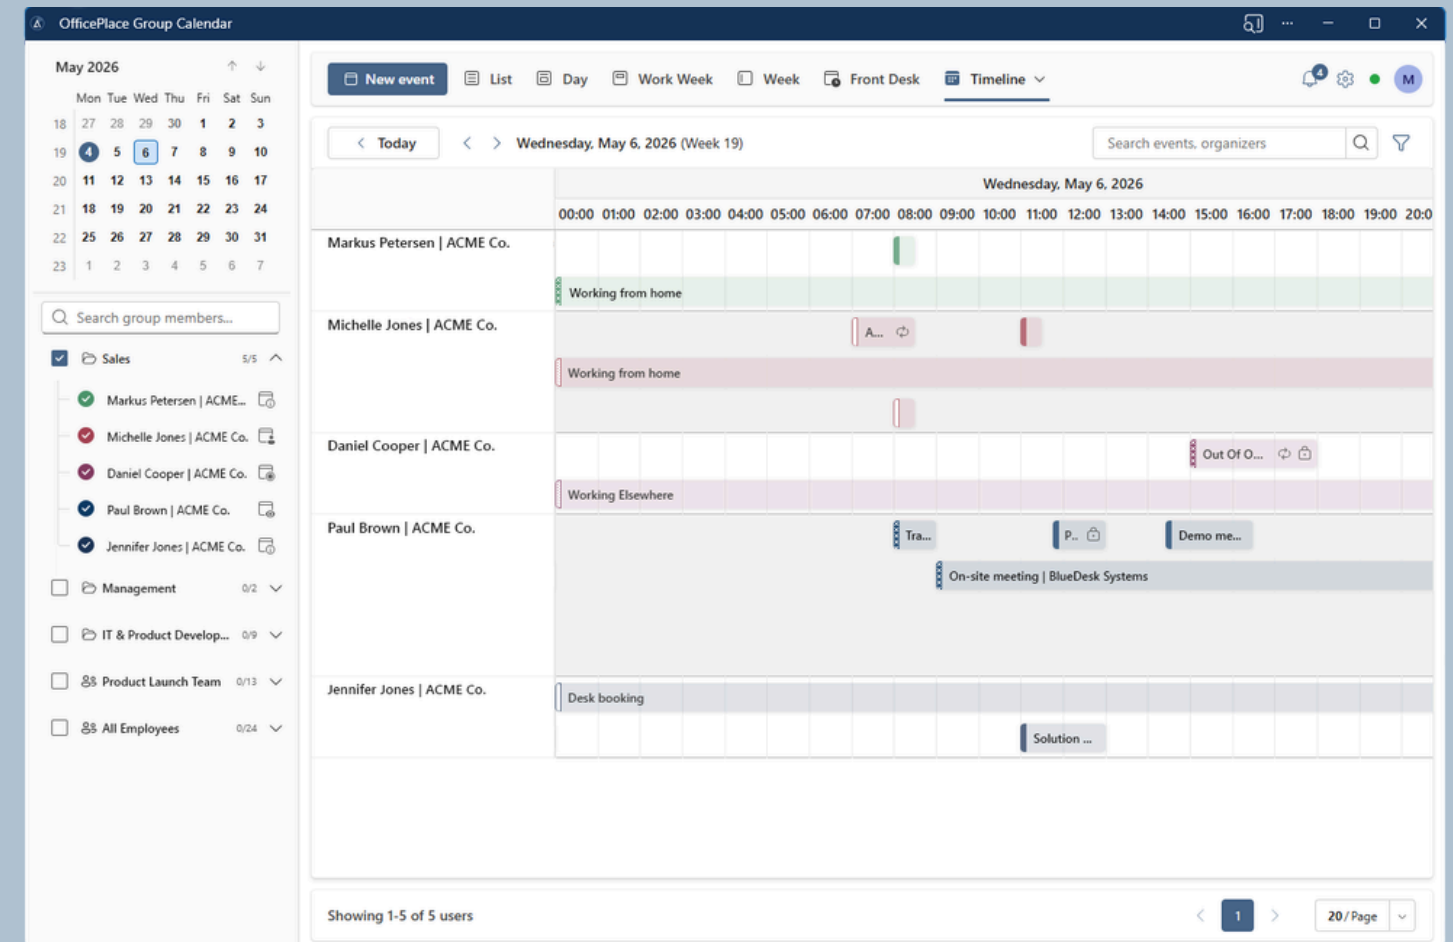 OfficePlace Group Calendar
May 2026
Mon Tue Wed Thu Fri Sat Sun
18 27 28 29 30 1 2 3
19 4 5 6 7 8 9 10
20 11 12 13 14 15 16 17
21 18 19 20 21 22 23 24
22 25 26 27 28 29 30 31
23 1 2 3 4 5 6 7
Search group members...
Sales 5/5
Markus Petersen | ACME...
Michelle Jones | ACME Co.
Daniel Cooper | ACME Co.
Paul Brown | ACME Co.
Jennifer Jones | ACME Co.
Management 0/2
IT & Product Develop... 0/9
Product Launch Team 0/13
All Employees 0/24
New event List Day Work Week Week Front Desk Timeline 4 M
Today Wednesday, May 6, 2026 (Week 19) Search events, organizers
Wednesday, May 6, 2026
00:00 01:00 02:00 03:00 04:00 05:00 06:00 07:00 08:00 09:00 10:00 11:00 12:00 13:00 14:00 15:00 16:00 17:00 18:00 19:00 20:0
Markus Petersen | ACME Co.
Working from home
Michelle Jones | ACME Co. A...
Working from home
Daniel Cooper | ACME Co. Out Of O...
Working Elsewhere
Paul Brown | ACME Co. Tra... P... Demo me...
On-site meeting | BlueDesk Systems
Jennifer Jones | ACME Co. Desk booking
Solution ...
Showing 1-5 of 5 users 1 20/Page